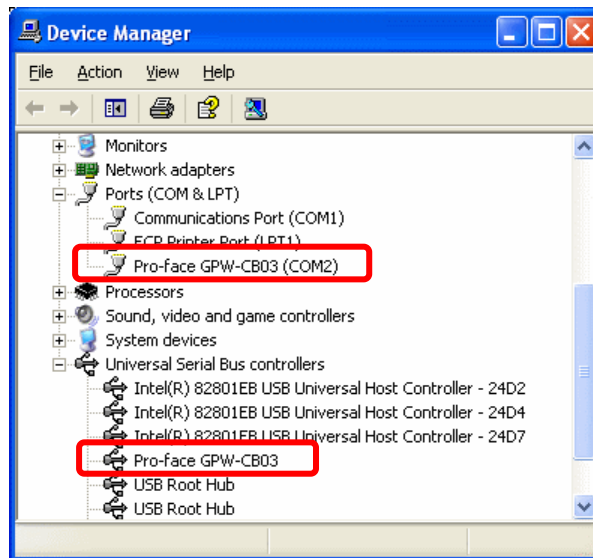 Device Manager
File Action View Help
Monitors
Network adapters
Ports (COM & LPT)
Communications Port (COM1)
ECP Printer Port (LPT1)
Pro-face GPW-CB03 (COM2)
Processors
Sound, video and game controllers
System devices
Universal Serial Bus controllers
Intel(R) 82801EB USB Universal Host Controller - 24D2
Intel(R) 82801EB USB Universal Host Controller - 24D4
Intel(R) 82801EB USB Universal Host Controller - 24D7
Pro-face GPW-CB03
USB Root Hub
USB Root Hub